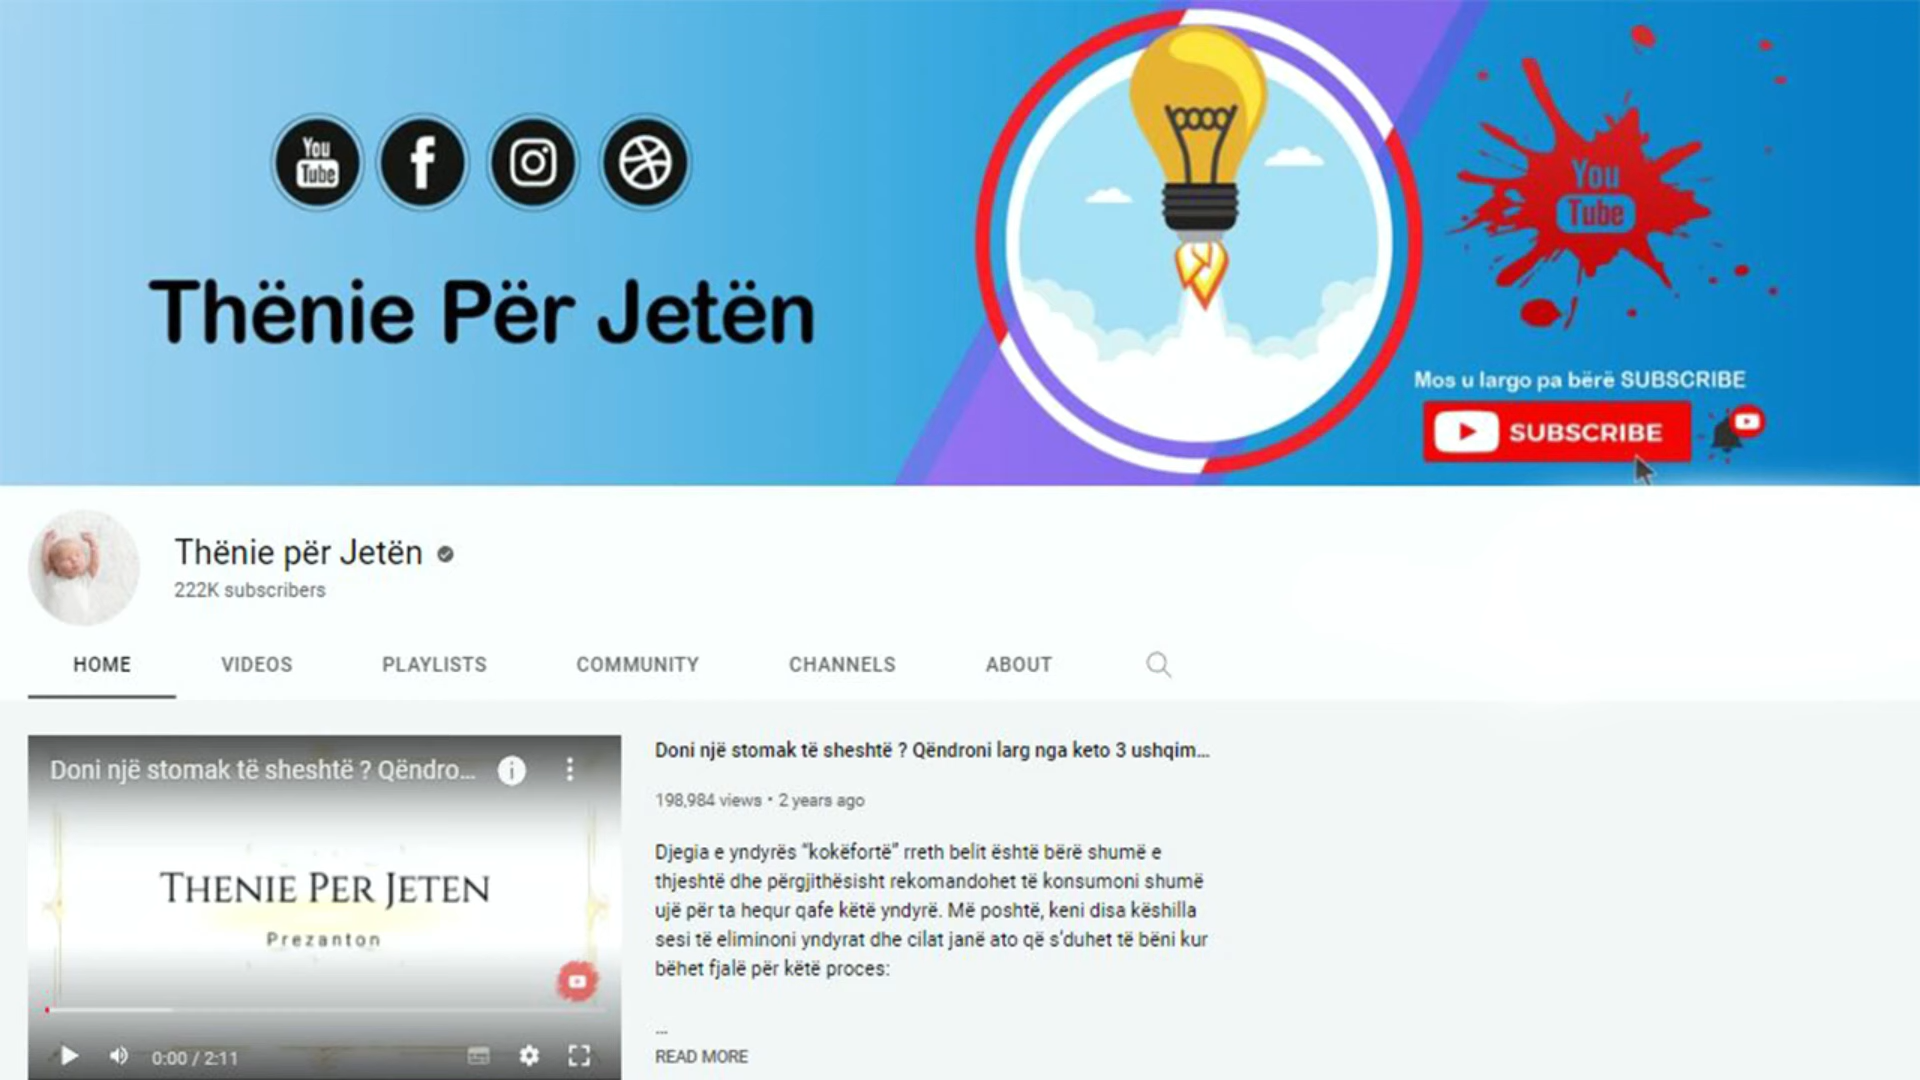 You
Tube
Thënie Për Jetën
You
Tube
Mos u largo pa bërë SUBSCRIBE
SUBSCRIBE
Thënie për Jetën
222K subscribers
HOME VIDEOS PLAYLISTS COMMUNITY CHANNELS ABOUT
Doni një stomak të sheshtë ? Qëndro...
THENIE PER JETEN
Prezanton
0:00 / 2:11
Doni një stomak të sheshtë ? Qëndroni larg nga keto 3 ushqim...
198,984 views • 2 years ago
Djegia e yndyrës “kokëfortë” rreth belit është bërë shumë e
thjeshtë dhe përgjithësisht rekomandohet të konsumoni shumë
ujë për ta hequr qafe këtë yndyrë. Më poshtë, keni disa këshilla
sesi të eliminoni yndyrat dhe cilat janë ato që s'duhet të bëni kur
bëhet fjalë për këtë proces:
...
READ MORE